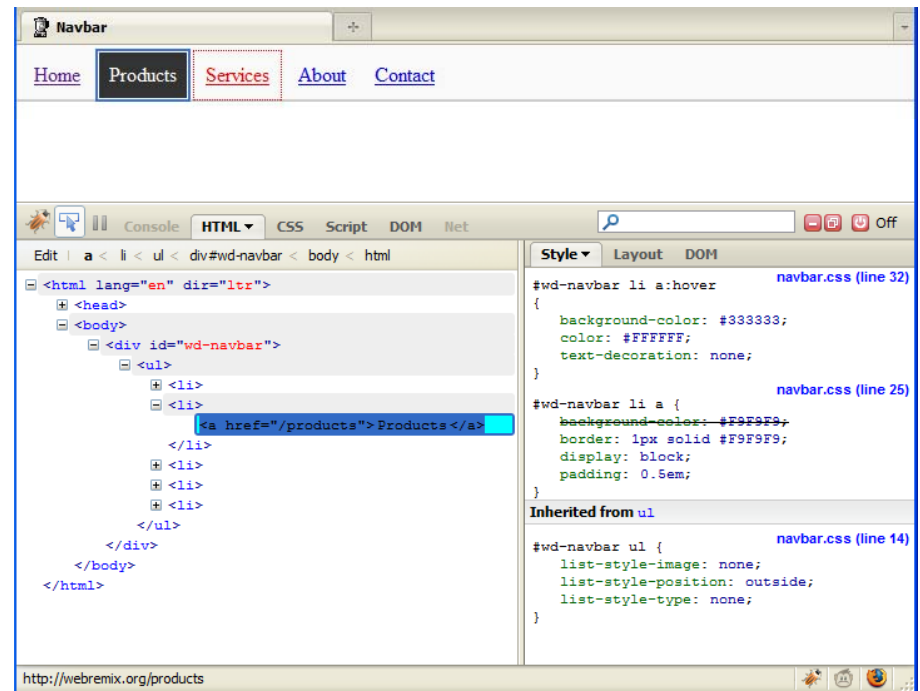 Navbar
Home Products Services About Contact
Console HTML CSS Script DOM Net Off
Edit a < li < ul < div#wd-navbar < body < html
Style Layout DOM
<html lang="en" dir="ltr">
<head>
<body>
<div id="wd-navbar">
<ul>
<li>
<li>
<a href="/products">Products</a>
</li>
<li>
<li>
<li>
</ul>
</div>
</body>
</html>
navbar.css (line 32)
#wd-navbar li a:hover
{
background-color: #333333;
color: #FFFFFF;
text-decoration: none;
}
navbar.css (line 25)
#wd-navbar li a {
background-color: #F9F9F9;
border: 1px solid #F9F9F9;
display: block;
padding: 0.5em;
}
Inherited from ul
navbar.css (line 14)
#wd-navbar ul {
list-style-image: none;
list-style-position: outside;
list-style-type: none;
}
http://webremix.org/products